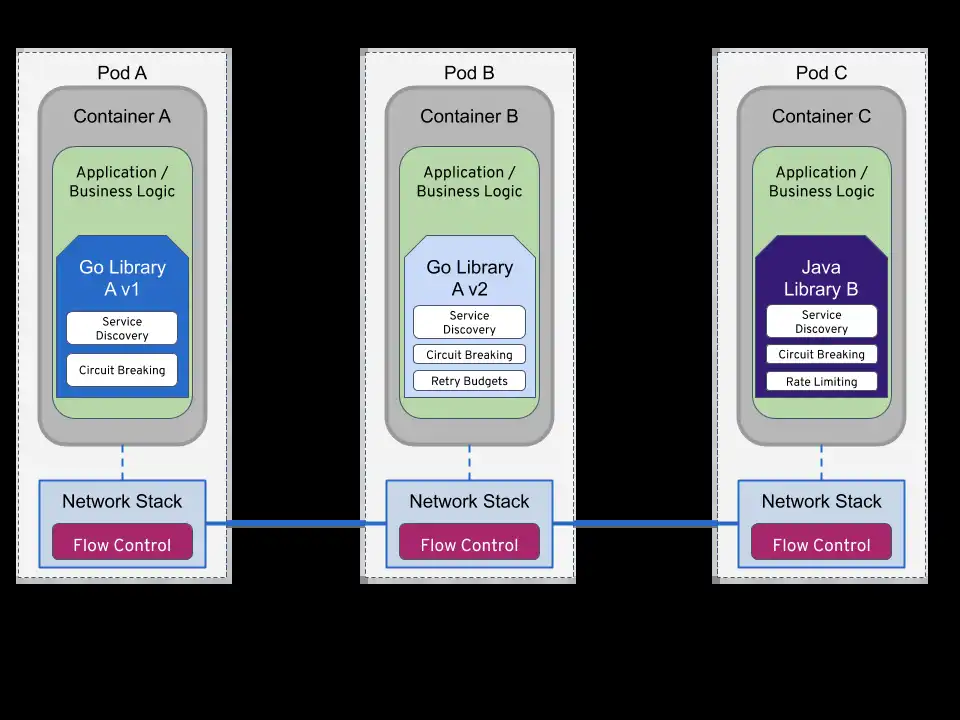 Pod A
Container A
Application /
Business Logic
Go Library
A v1
Service
Discovery
Circuit Breaking
Network Stack
Flow Control
Pod B
Container B
Application /
Business Logic
Go Library
A v2
Service
Discovery
Circuit Breaking
Retry Budgets
Network Stack
Flow Control
Pod C
Container C
Application /
Business Logic
Java
Library B
Service
Discovery
Circuit Breaking
Rate Limiting
Network Stack
Flow Control